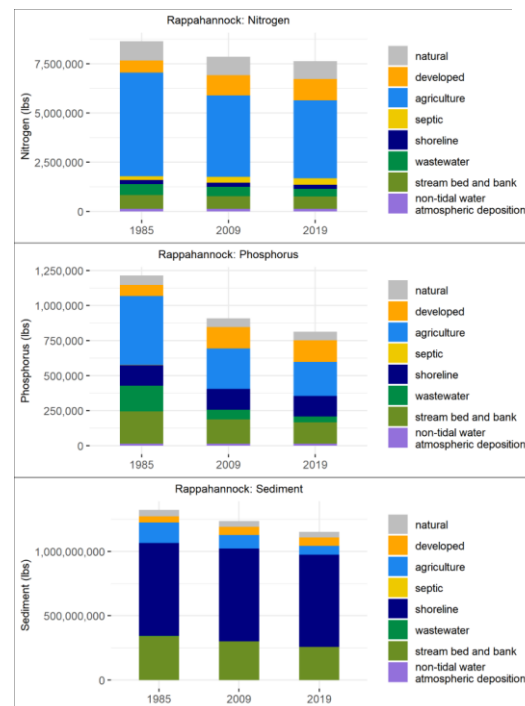 Rappahannock: Nitrogen
Nitrogen (lbs)
7,500,000
5,000,000
2,500,000
0
1985
2009
2019
natural
developed
agriculture
septic
shoreline
wastewater
stream bed and bank
non-tidal water
atmospheric deposition
Rappahannock: Phosphorus
Phosphorus (lbs)
1,250,000
1,000,000
750,000
500,000
250,000
0
1985
2009
2019
natural
developed
agriculture
septic
shoreline
wastewater
stream bed and bank
non-tidal water
atmospheric deposition
Rappahannock: Sediment
Sediment (lbs)
1,000,000,000
500,000,000
0
1985
2009
2019
natural
developed
agriculture
septic
shoreline
wastewater
stream bed and bank
non-tidal water
atmospheric deposition